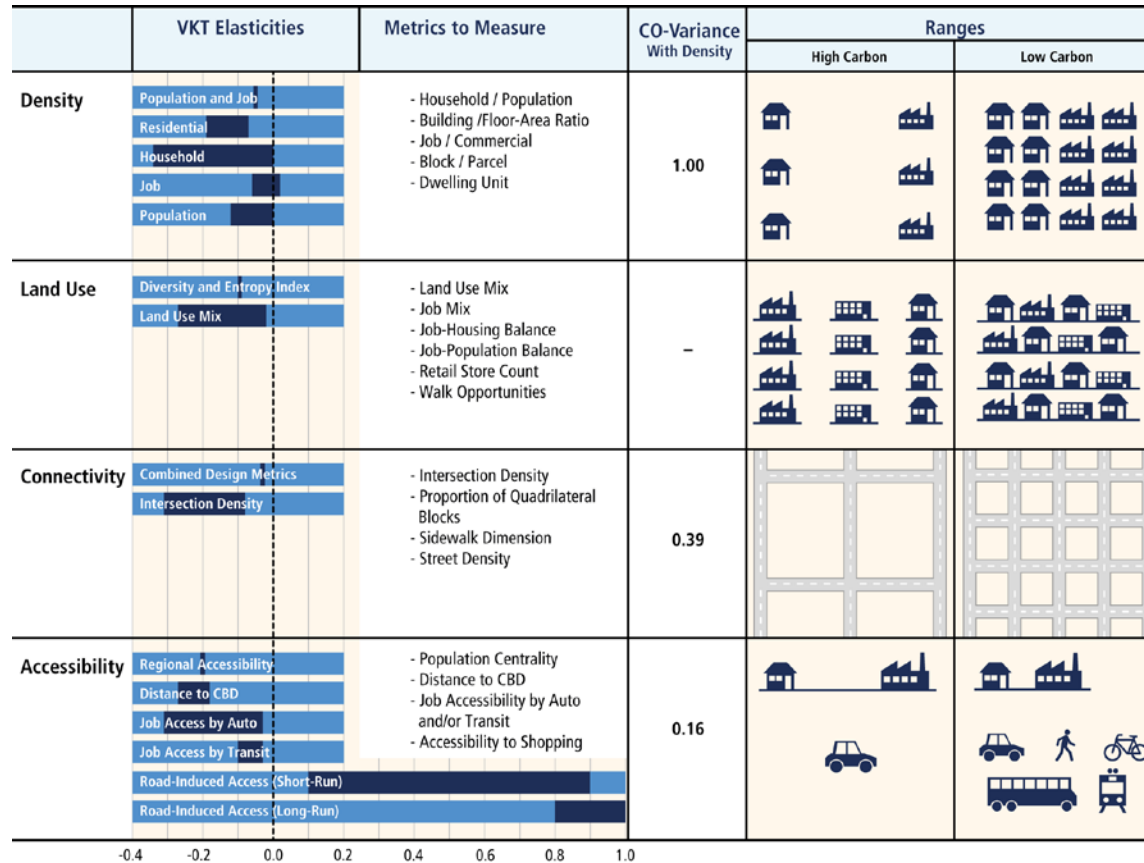 VKT Elasticities
Metrics to Measure
CO-Variance
With Density
Ranges
High Carbon
Low Carbon
Density
Population and Job
Residential
Household
Job
Population
- Household / Population
- Building /Floor-Area Ratio
- Job / Commercial
- Block / Parcel
- Dwelling Unit
1.00
Land Use
Diversity and Entropy Index
Land Use Mix
- Land Use Mix
- Job Mix
- Job-Housing Balance
- Job-Population Balance
- Retail Store Count
- Walk Opportunities
–
Connectivity
Combined Design Metrics
Intersection Density
- Intersection Density
- Proportion of Quadrilateral
Blocks
- Sidewalk Dimension
- Street Density
0.39
Accessibility
Regional Accessibility
Distance to CBD
Job Access by Auto
Job Access by Transit
Road-Induced Access (Short-Run)
Road-Induced Access (Long-Run)
- Population Centrality
- Distance to CBD
- Job Accessibility by Auto
and/or Transit
- Accessibility to Shopping
0.16
-0.4 -0.2 0.0 0.2 0.4 0.6 0.8 1.0